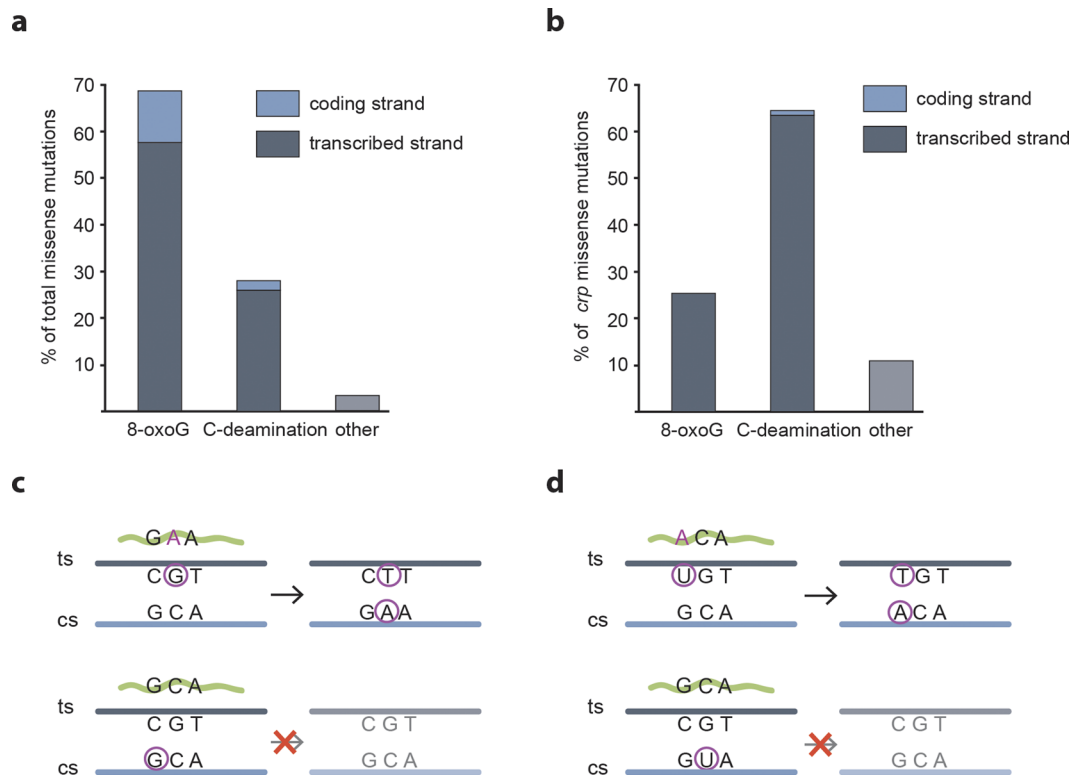 a
% of total missense mutations
70
60
50
40
30
20
10
coding strand
transcribed strand
8-oxoG C-deamination other
b
% of crp missense mutations
70
60
50
40
30
20
10
coding strand
transcribed strand
8-oxoG C-deamination other
c
G A A
ts
C G T C T T
G C A G A A
cs
G C A
ts
C G T C G T
G C A G C A
cs
d
A C A
ts
U G T T G T
G C A A C A
cs
G C A
ts
C G T C G T
G U A G C A
cs